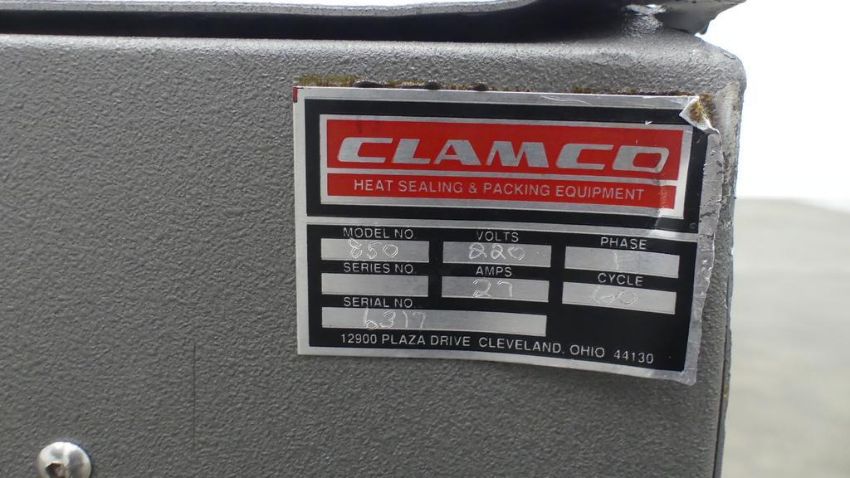 CLAMCO
HEAT SEALING & PACKING EQUIPMENT
MODEL NO VOLTS PHASE
850 220 1
SERIES NO. AMPS CYCLE
27 60
SERIAL NO.
6317
12900 PLAZA DRIVE CLEVELAND, OHIO 44130